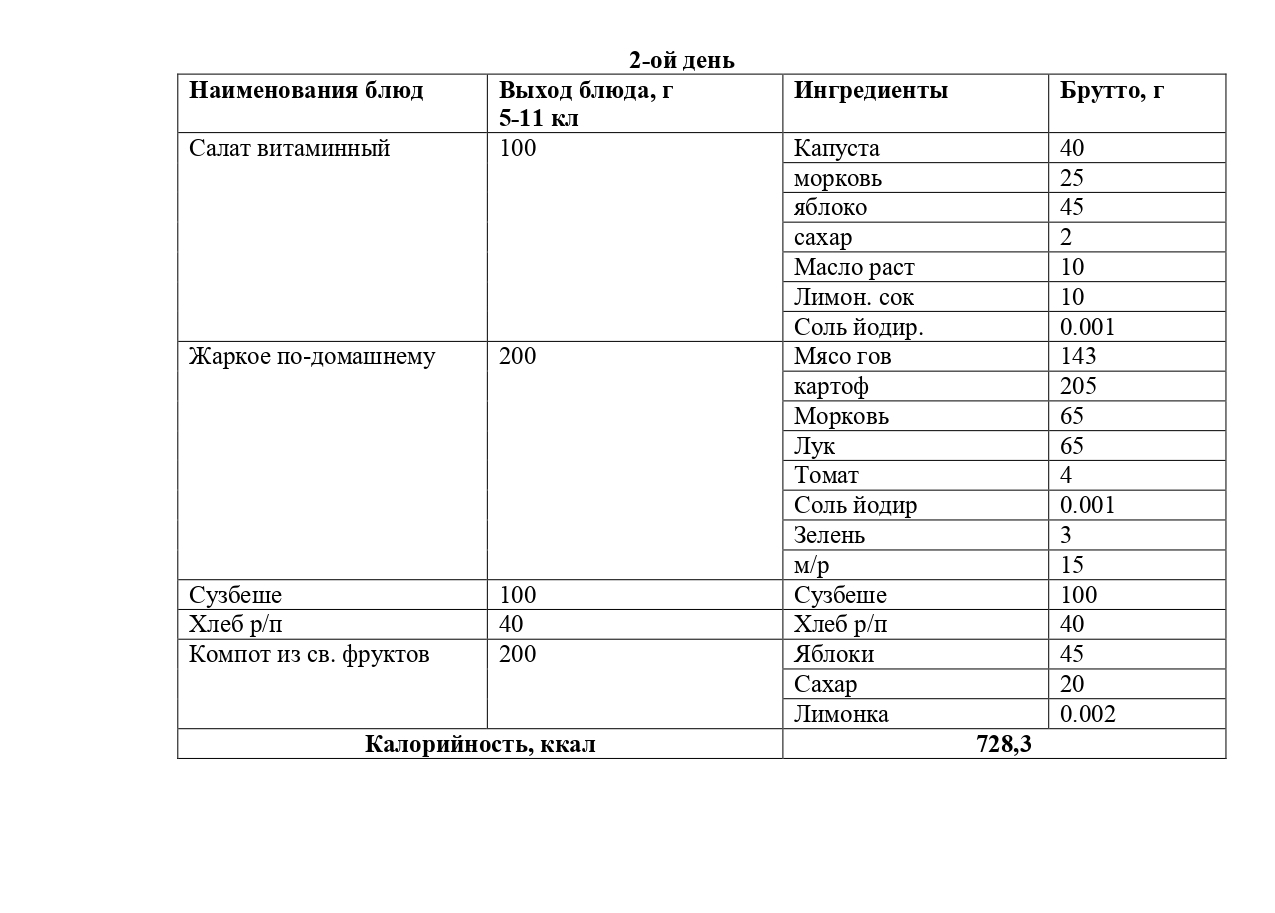 2-ой день
Наименования блюд Выход блюда, г Ингредиенты Брутто, г
5-11 кл
Салат витаминный 100 Капуста 40
морковь 25
яблоко 45
сахар 2
Масло раст 10
Лимон. сок 10
Соль йодир. 0.001
Жаркое по-домашнему 200 Мясо гов 143
картоф 205
Морковь 65
Лук 65
Томат 4
Соль йодир 0.001
Зелень 3
м/р 15
Сузбеше 100 Сузбеше 100
Хлеб р/п 40 Хлеб р/п 40
Компот из св. фруктов 200 Яблоки 45
Сахар 20
Лимонка 0.002
Калорийность, ккал 728,3